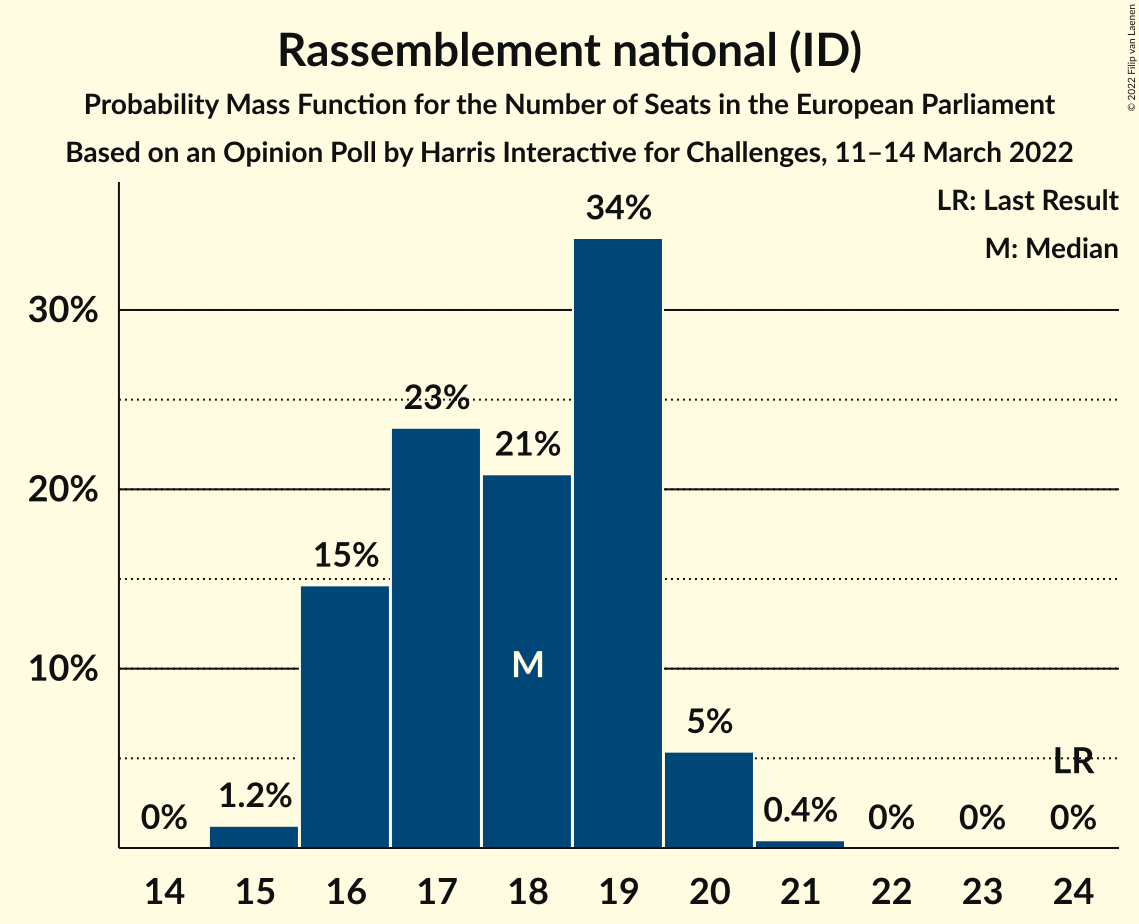 Rassemblement national (ID)
Probability Mass Function for the Number of Seats in the European Parliament
Based on an Opinion Poll by Harris Interactive for Challenges, 11–14 March 2022
© 2022 Filip van Laenen
LR: Last Result
M: Median
34%
30%
23%
21%
20%
15%
M
10%
5%
LR
1.2%
0.4%
0%
0%
0%
0%
14 15 16 17 18 19 20 21 22 23 24